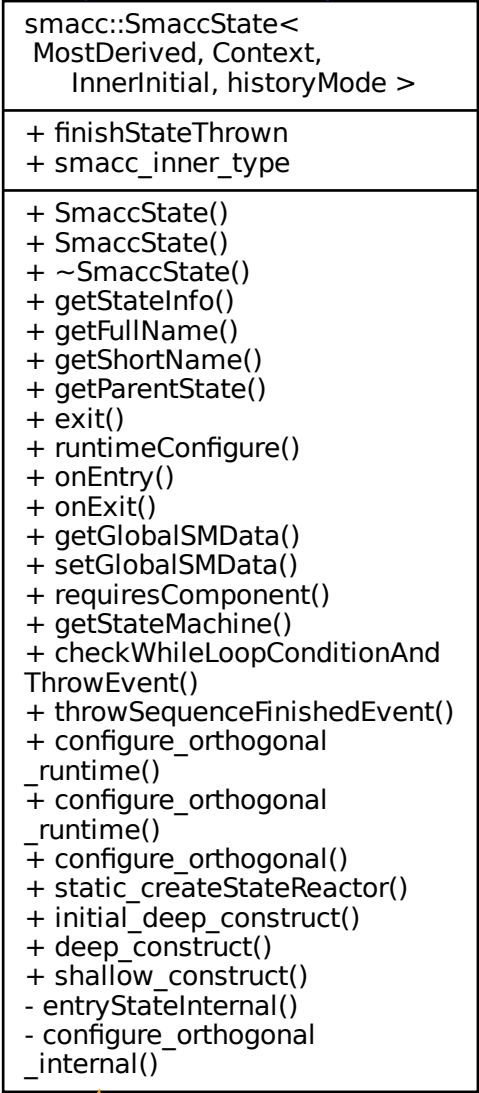 smacc::SmaccState<
MostDerived, Context,
InnerInitial, historyMode >
+ finishStateThrown
+ smacc_inner_type
+ SmaccState()
+ SmaccState()
+ ~SmaccState()
+ getStateInfo()
+ getFullName()
+ getShortName()
+ getParentState()
+ exit()
+ runtimeConfigure()
+ onEntry()
+ onExit()
+ getGlobalSMData()
+ setGlobalSMData()
+ requiresComponent()
+ getStateMachine()
+ checkWhileLoopConditionAnd
ThrowEvent()
+ throwSequenceFinishedEvent()
+ configure_orthogonal
_runtime()
+ configure_orthogonal
_runtime()
+ configure_orthogonal()
+ static_createStateReactor()
+ initial_deep_construct()
+ deep_construct()
+ shallow_construct()
- entryStateInternal()
- configure_orthogonal
_internal()